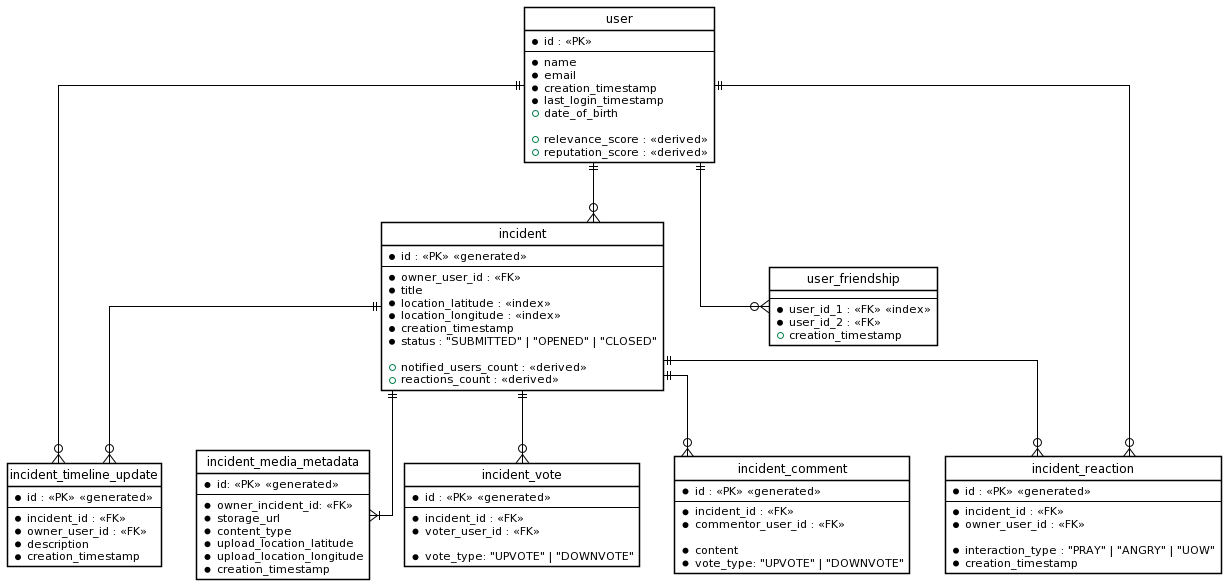 user
id : «PK»
name
email
creation_timestamp
last_login_timestamp
date_of_birth
relevance_score : «derived»
reputation_score : «derived»
incident
id : «PK» «generated»
owner_user_id : «FK»
title
location_latitude : «index»
location_longitude : «index»
creation_timestamp
status : "SUBMITTED" | "OPENED" | "CLOSED"
notified_users_count : «derived»
reactions_count : «derived»
user_friendship
user_id_1 : «FK» «index»
user_id_2 : «FK»
creation_timestamp
incident_timeline_update
id : «PK» «generated»
incident_id : «FK»
owner_user_id : «FK»
description
creation_timestamp
incident_media_metadata
id: «PK» «generated»
owner_incident_id: «FK»
storage_url
content_type
upload_location_latitude
upload_location_longitude
creation_timestamp
incident_vote
id : «PK» «generated»
incident_id : «FK»
voter_user_id : «FK»
vote_type: "UPVOTE" | "DOWNVOTE"
incident_comment
id : «PK» «generated»
incident_id : «FK»
commentor_user_id : «FK»
content
vote_type: "UPVOTE" | "DOWNVOTE"
incident_reaction
id : «PK» «generated»
incident_id : «FK»
owner_user_id : «FK»
interaction_type : "PRAY" | "ANGRY" | "UOW"
creation_timestamp